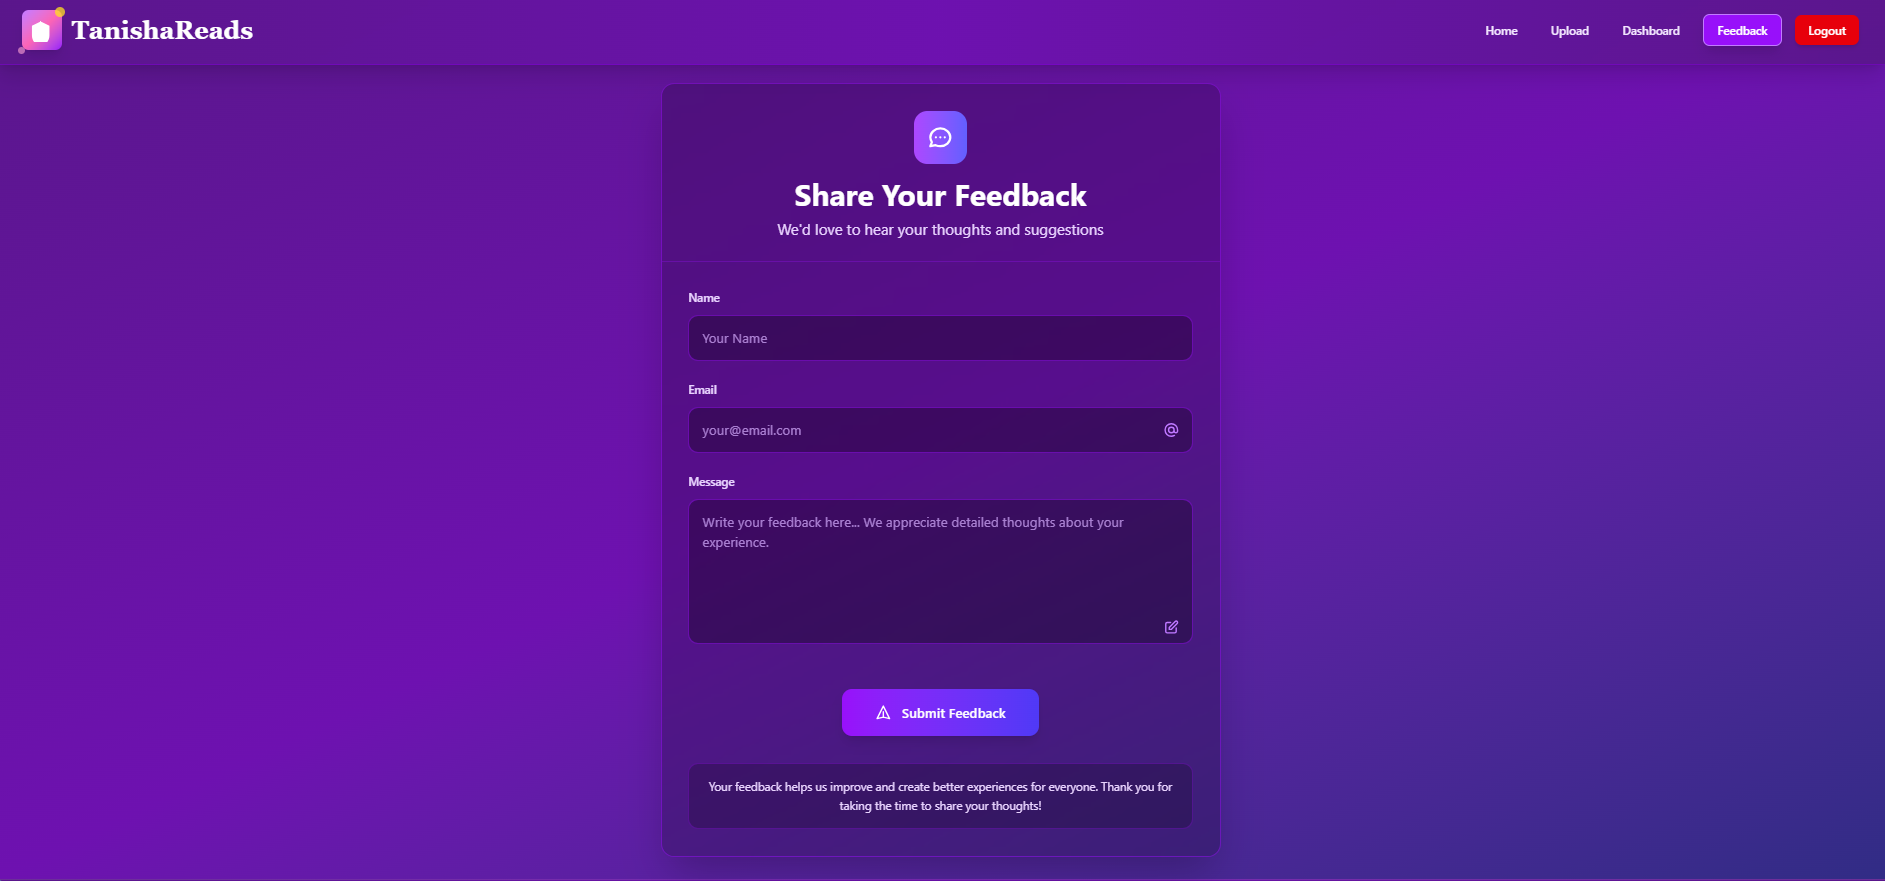 TanishaReads
Home
Upload
Dashboard
Feedback
Logout
Share Your Feedback
We'd love to hear your thoughts and suggestions
Name
Your Name
Email
your@email.com
Message
Write your feedback here... We appreciate detailed thoughts about your
experience.
Submit Feedback
Your feedback helps us improve and create better experiences for everyone. Thank you for
taking the time to share your thoughts!